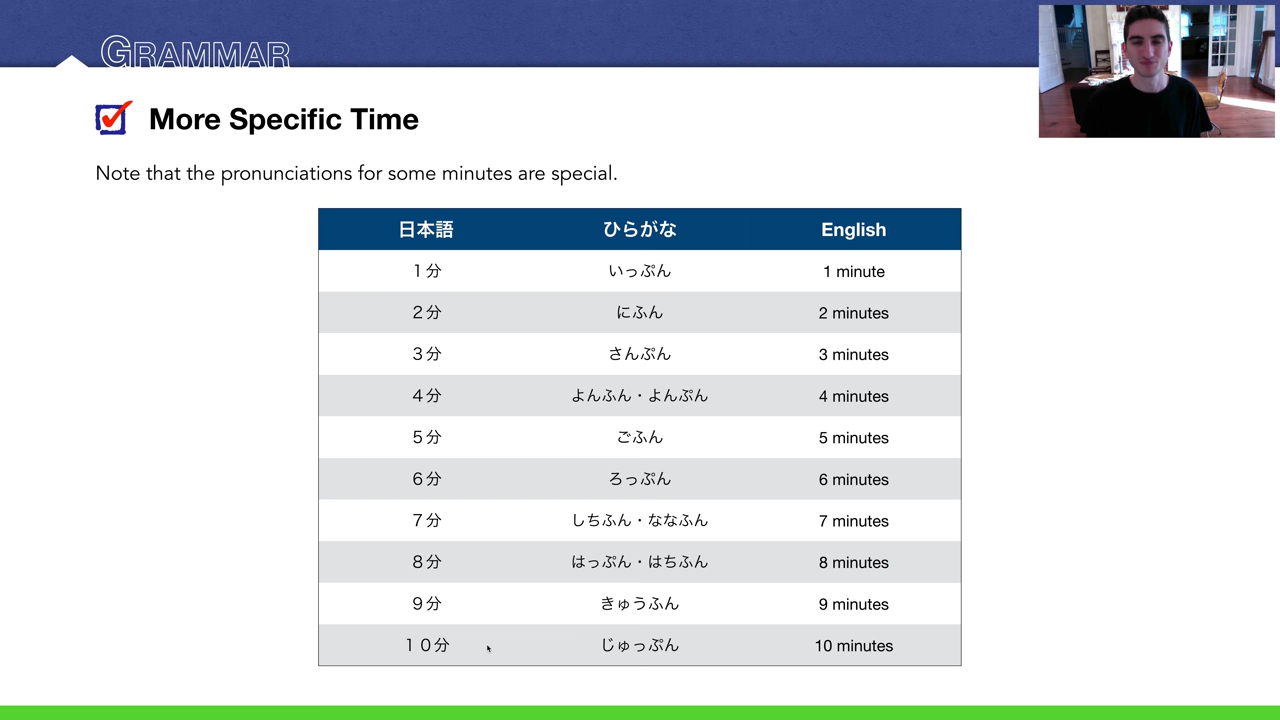 GRAMMAR
More Specific Time
Note that the pronunciations for some minutes are special.
日本語 ひらがな English
１分 いっぷん 1 minute
２分 にふん 2 minutes
３分 さんぷん 3 minutes
４分 よんふん・よんぷん 4 minutes
５分 ごふん 5 minutes
６分 ろっぷん 6 minutes
７分 しちふん・ななふん 7 minutes
８分 はっぷん・はちふん 8 minutes
９分 きゅうふん 9 minutes
１０分 じゅっぷん 10 minutes